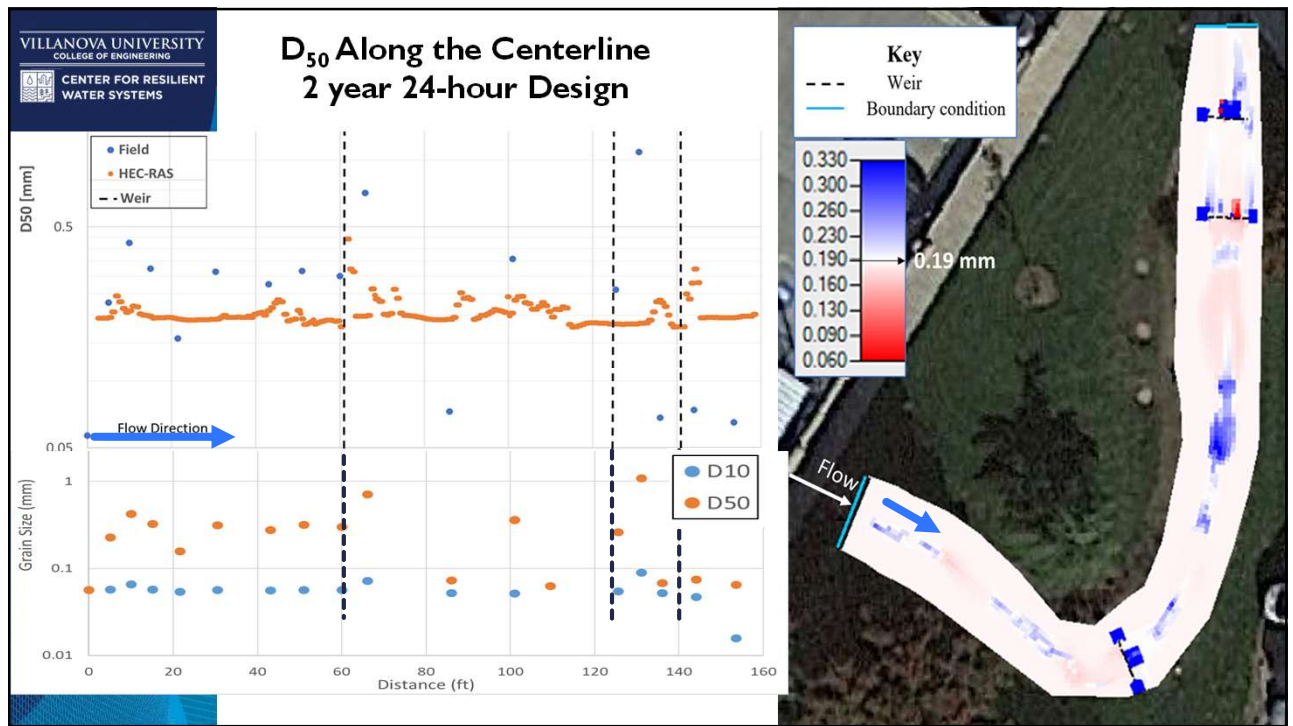 VILLANOVA UNIVERSITY
COLLEGE OF ENGINEERING
CENTER FOR RESILIENT
WATER SYSTEMS
D50 Along the Centerline
2 year 24-hour Design
Field
HEC-RAS
Weir
D50 [mm]
0.5
0.05
Flow Direction
D10
D50
Grain Size (mm)
1
0.1
0.01
0 20 40 60 80 100 120 140 160
Distance (ft)
Key
Weir
Boundary condition
0.330
0.300
0.260
0.230
0.190
0.160
0.130
0.090
0.060
0.19 mm
Flow